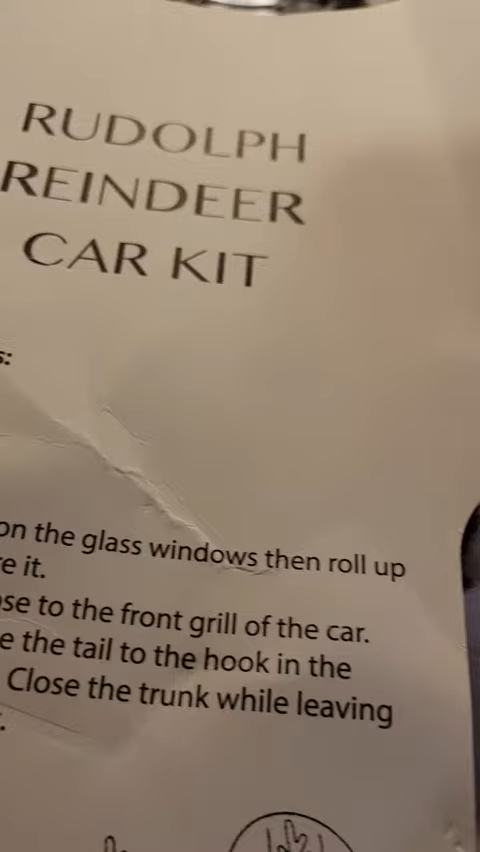 RUDOLPH
REINDEER
CAR KIT
on the glass windows then roll up
it.
to the front grill of the car.
the tail to the hook in the
Close the trunk while leaving